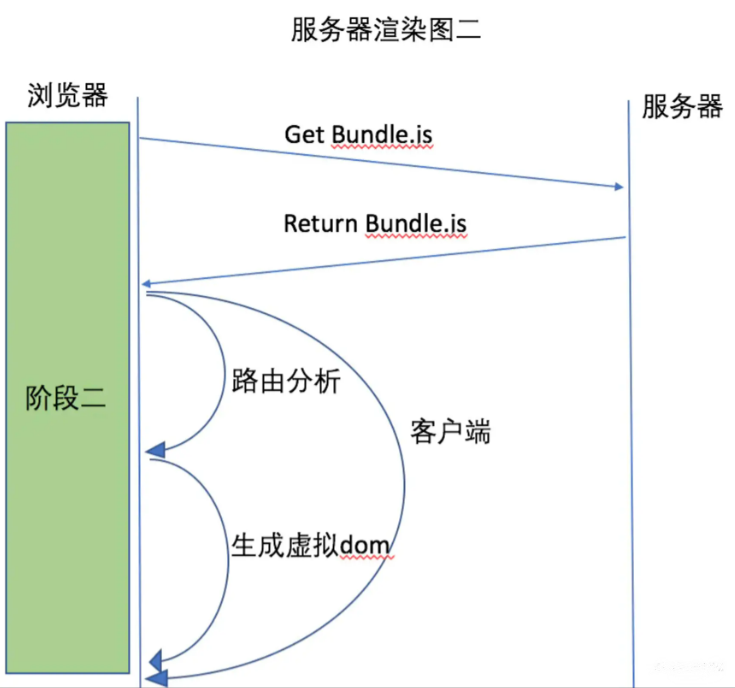 服务器渲染图二
浏览器
服务器
Get Bundle.js
Return Bundle.js
路由分析
阶段二
客户端
生成虚拟dom